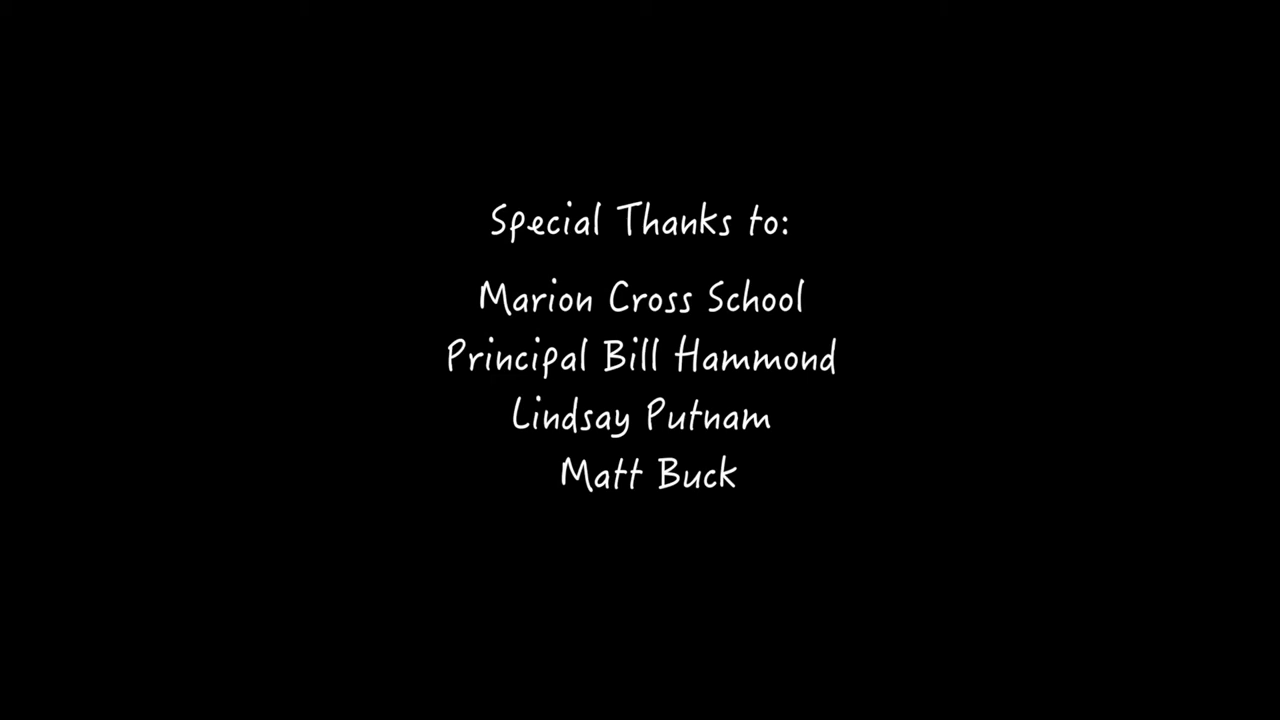 Special Thanks to:
Marion Cross School
Principal Bill Hammond
Lindsay Putnam
Matt Buck